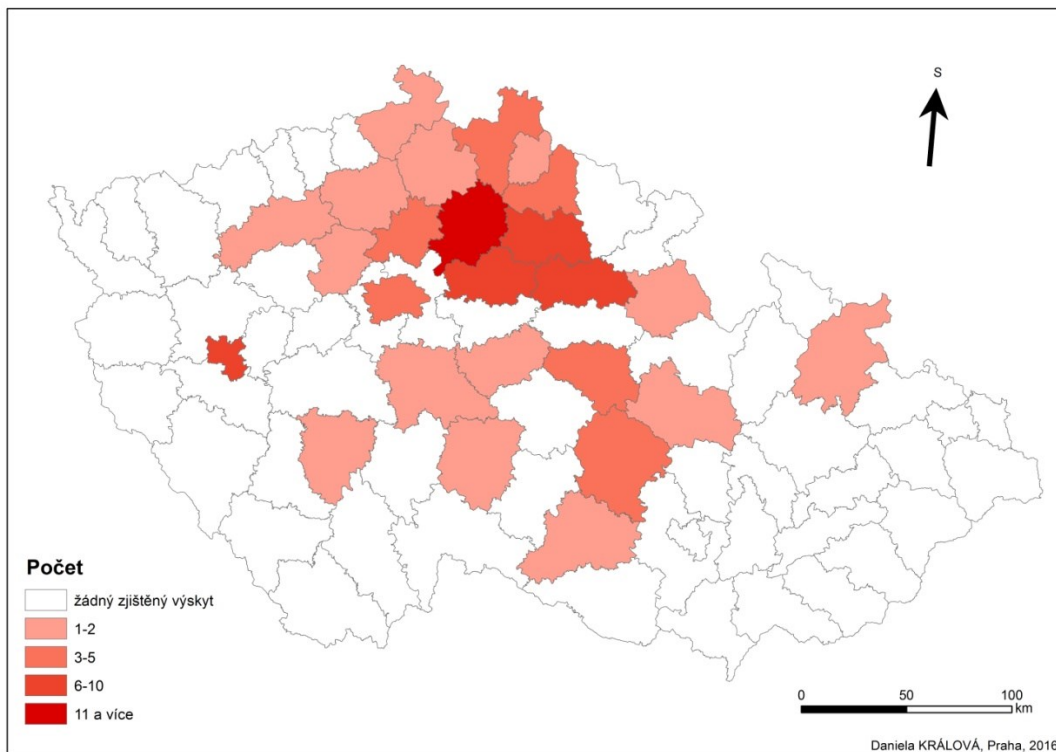 S
Počet
žádný zjištěný výskyt
1-2
3-5
6-10
11 a více
0 50 100
km
Daniela KRÁLOVÁ, Praha, 2016